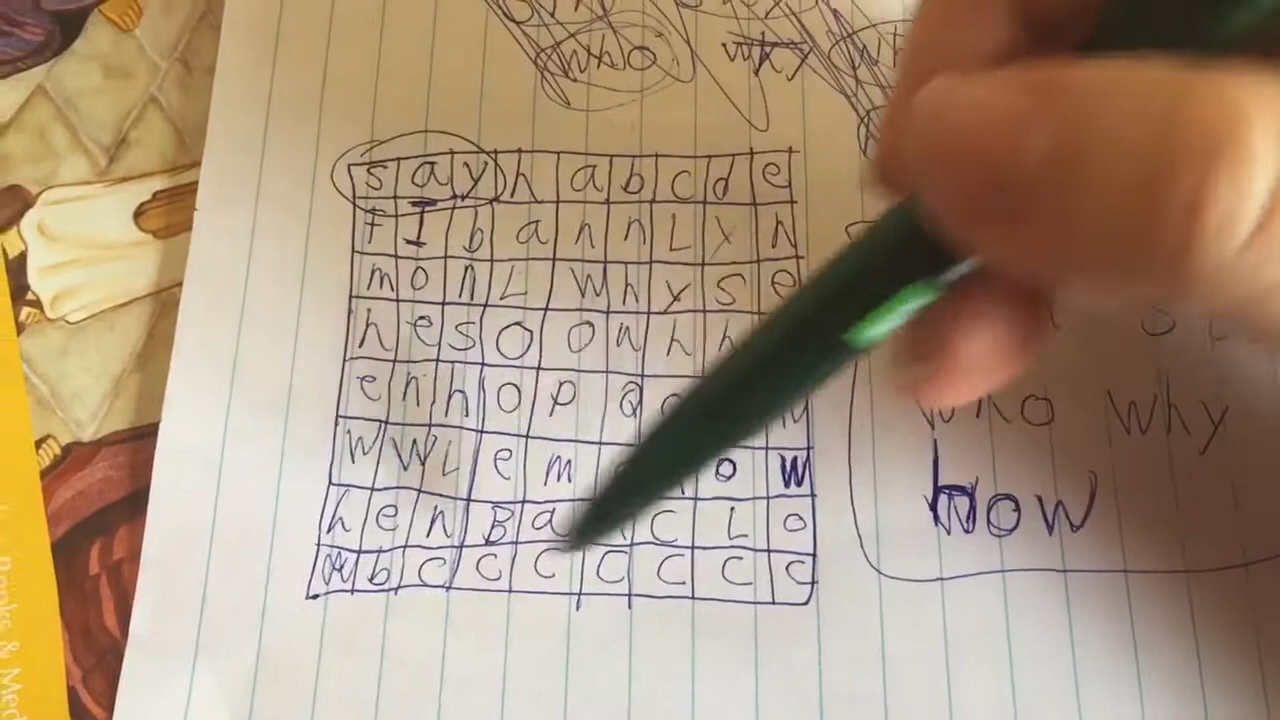 who why
s a y h a b c d e
t I b a n n L y n
m o n L w h y s e
h e s o o n h h
e n h o p Q
w W L e m o w
h e n B a c L o
b c c c c c c c
who why
how